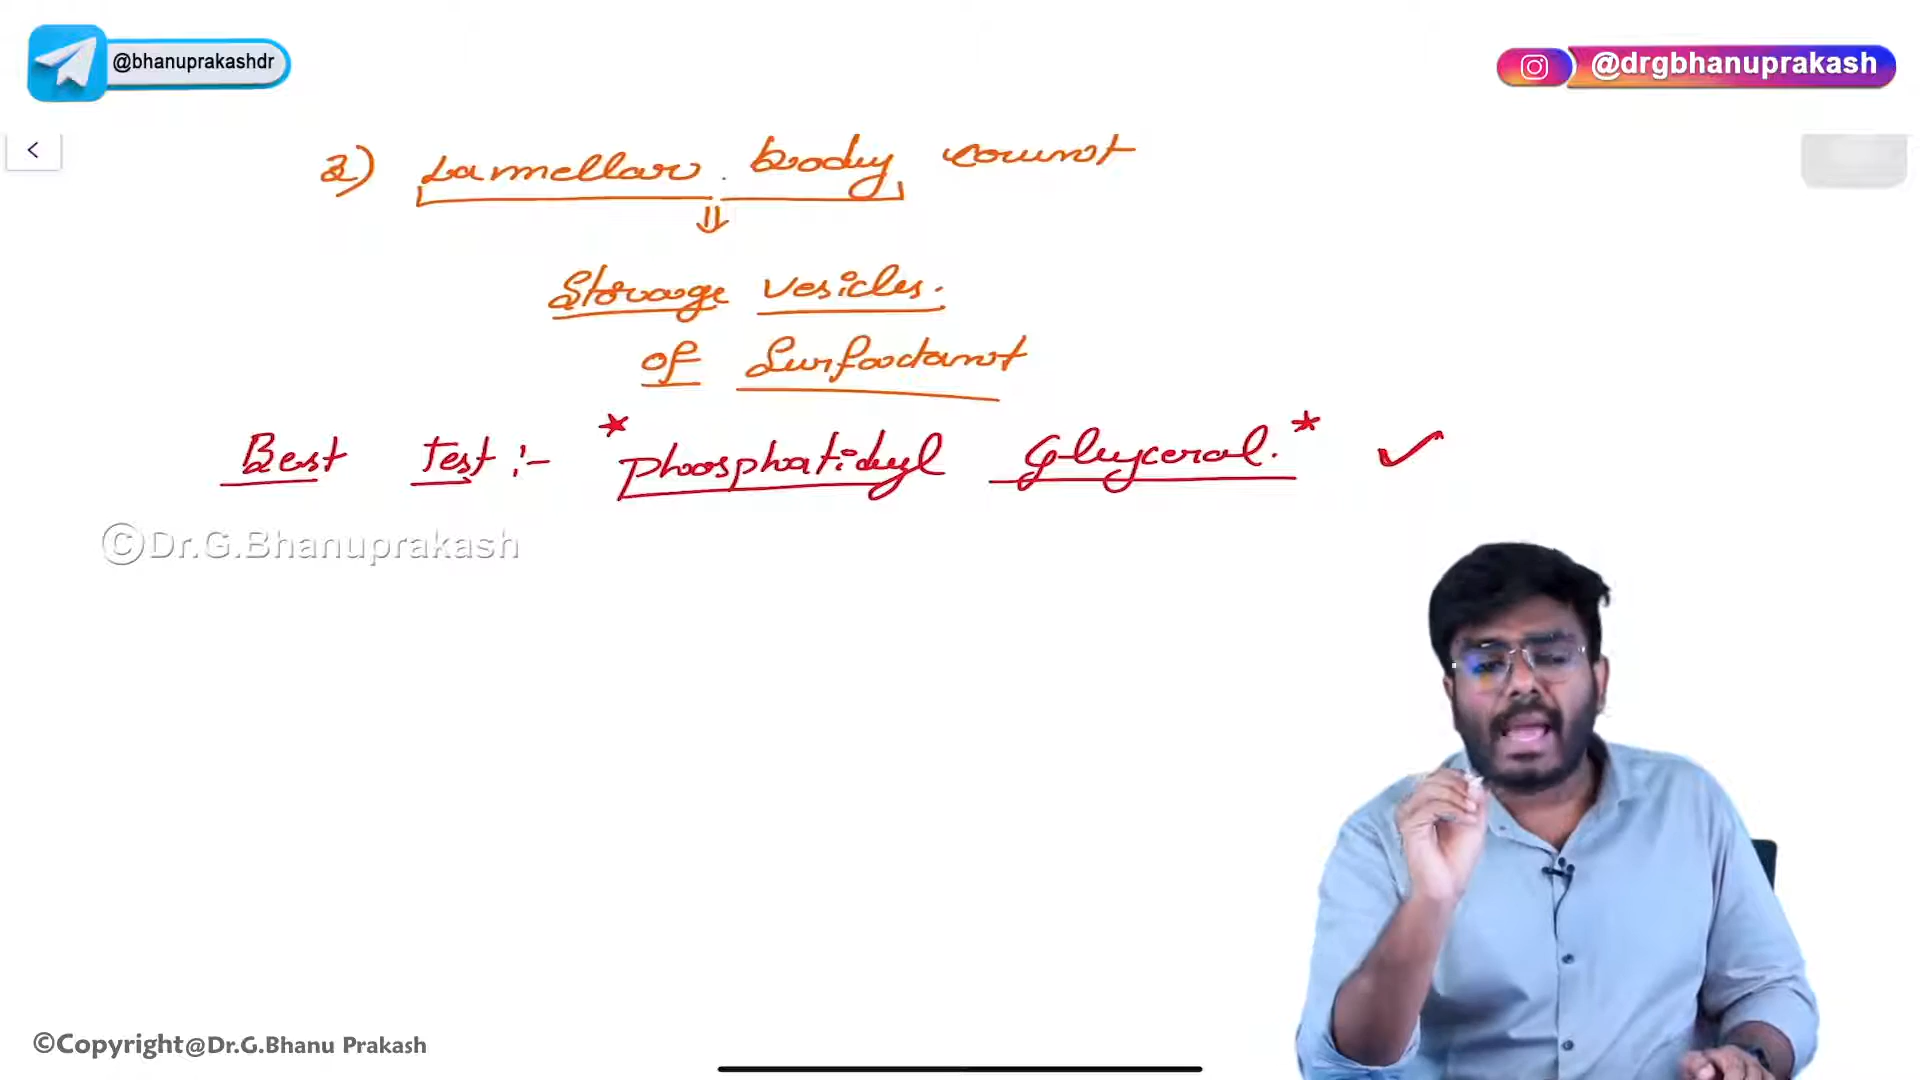 @bhanuprakashdr
@drgbhanuprakash
<
2) Lamellar body count
⇓
Storage vesicles.
of Surfactant
Best Test :- *Phosphatidyl Glycerol.* ✓
©Dr.G.Bhanuprakash
©Copyright@Dr.G.Bhanu Prakash